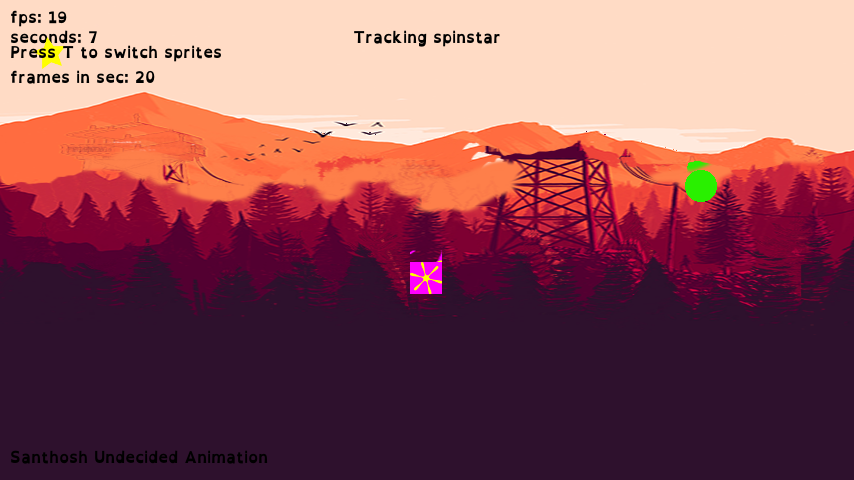 fps: 19
seconds: 7
Tracking spinstar
Press T to switch sprites
frames in sec: 20
Santhosh Undecided Animation